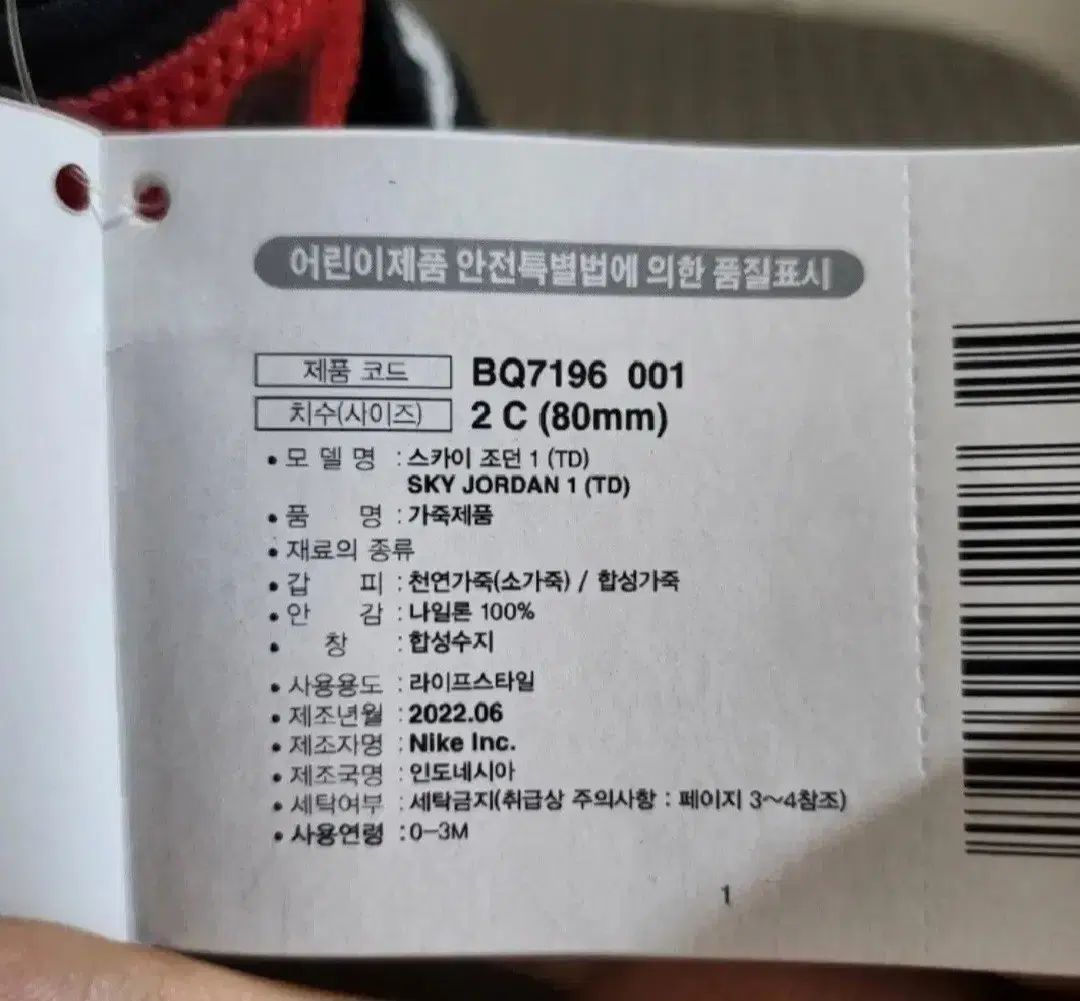 어린이제품 안전특별법에 의한 품질표시
제품 코드 BQ7196 001
치수(사이즈) 2 C (80mm)
• 모 델 명 : 스카이 조던 1 (TD)
SKY JORDAN 1 (TD)
• 품 명 : 가죽제품
• 재료의 종류
• 갑 피 : 천연가죽(소가죽) / 합성가죽
• 안 감 : 나일론 100%
• 창 : 합성수지
• 사용용도 : 라이프스타일
• 제조년월 : 2022.06
• 제조자명 : Nike Inc.
• 제조국명 : 인도네시아
• 세탁여부 : 세탁금지(취급상 주의사항 : 페이지 3~4참조)
• 사용연령 : 0-3M
1